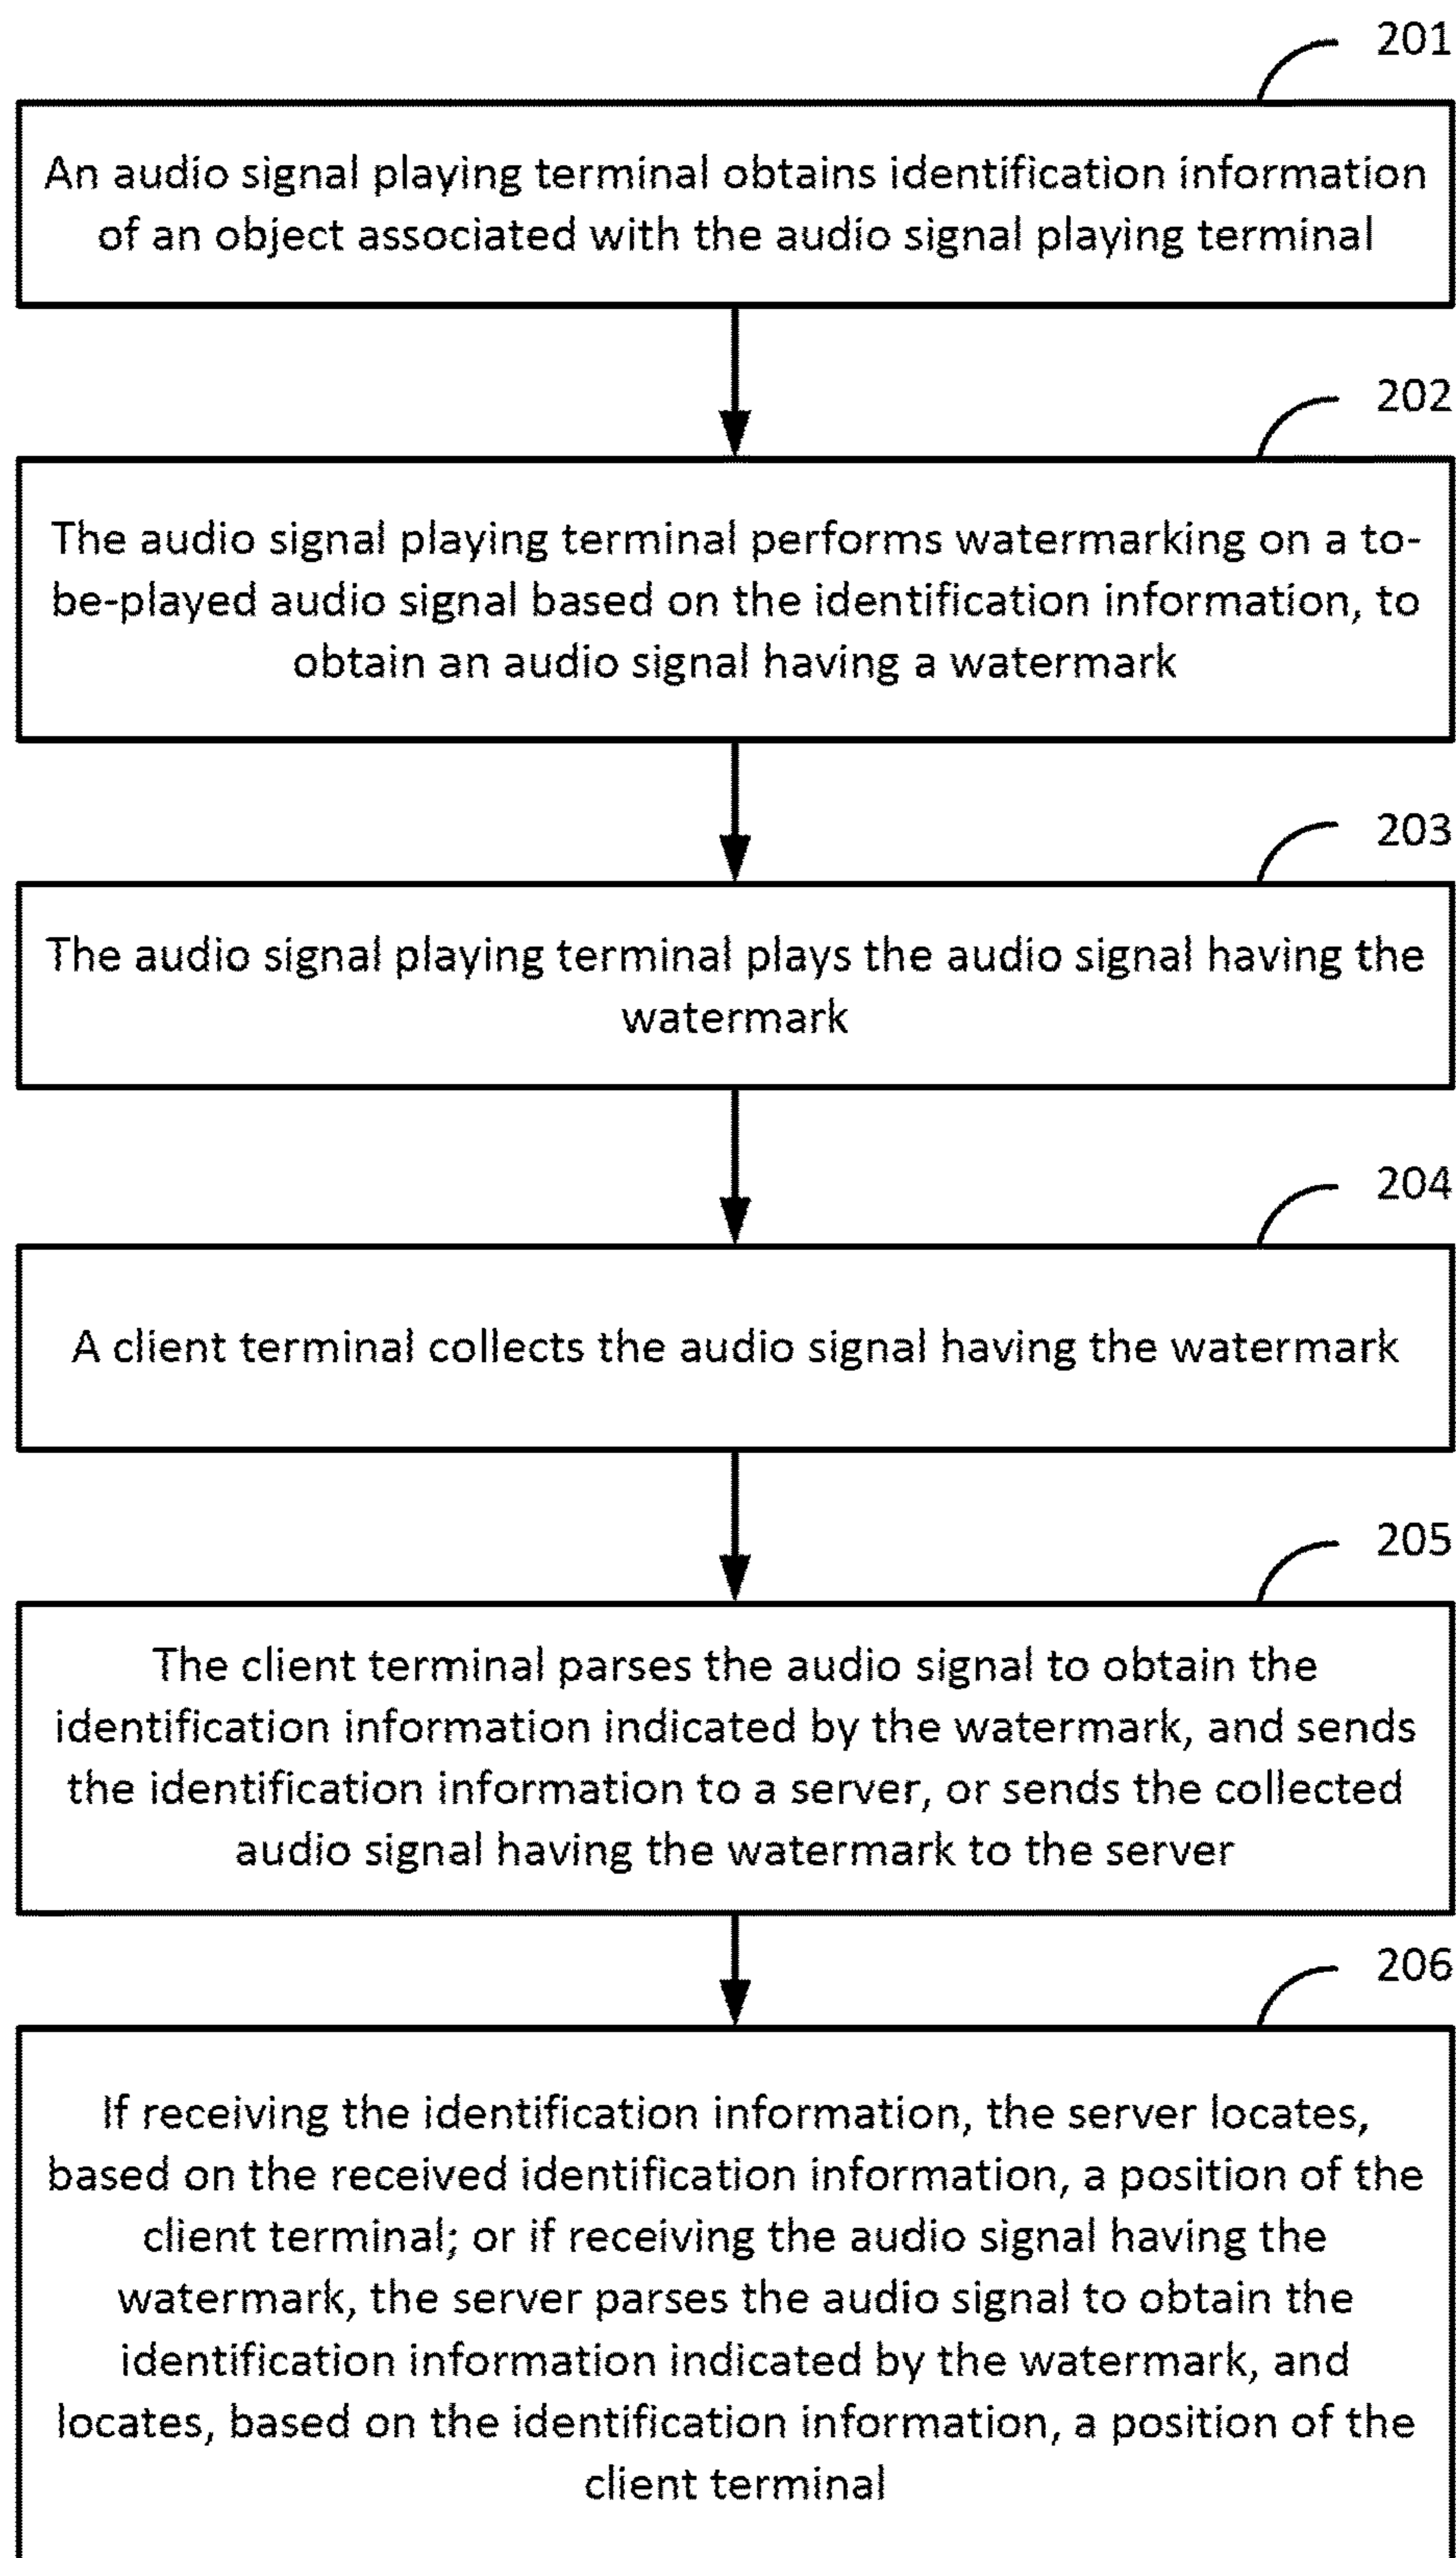 201
An audio signal playing terminal obtains identification information
of an object associated with the audio signal playing terminal
202
The audio signal playing terminal performs watermarking on a to-
be-played audio signal based on the identification information, to
obtain an audio signal having a watermark
203
The audio signal playing terminal plays the audio signal having the
watermark
204
A client terminal collects the audio signal having the watermark
205
The client terminal parses the audio signal to obtain the
identification information indicated by the watermark, and sends
the identification information to a server, or sends the collected
audio signal having the watermark to the server
206
If receiving the identification information, the server locates,
based on the received identification information, a position of the
client terminal; or if receiving the audio signal having the
watermark, the server parses the audio signal to obtain the
identification information indicated by the watermark, and
locates, based on the identification information, a position of the
client terminal